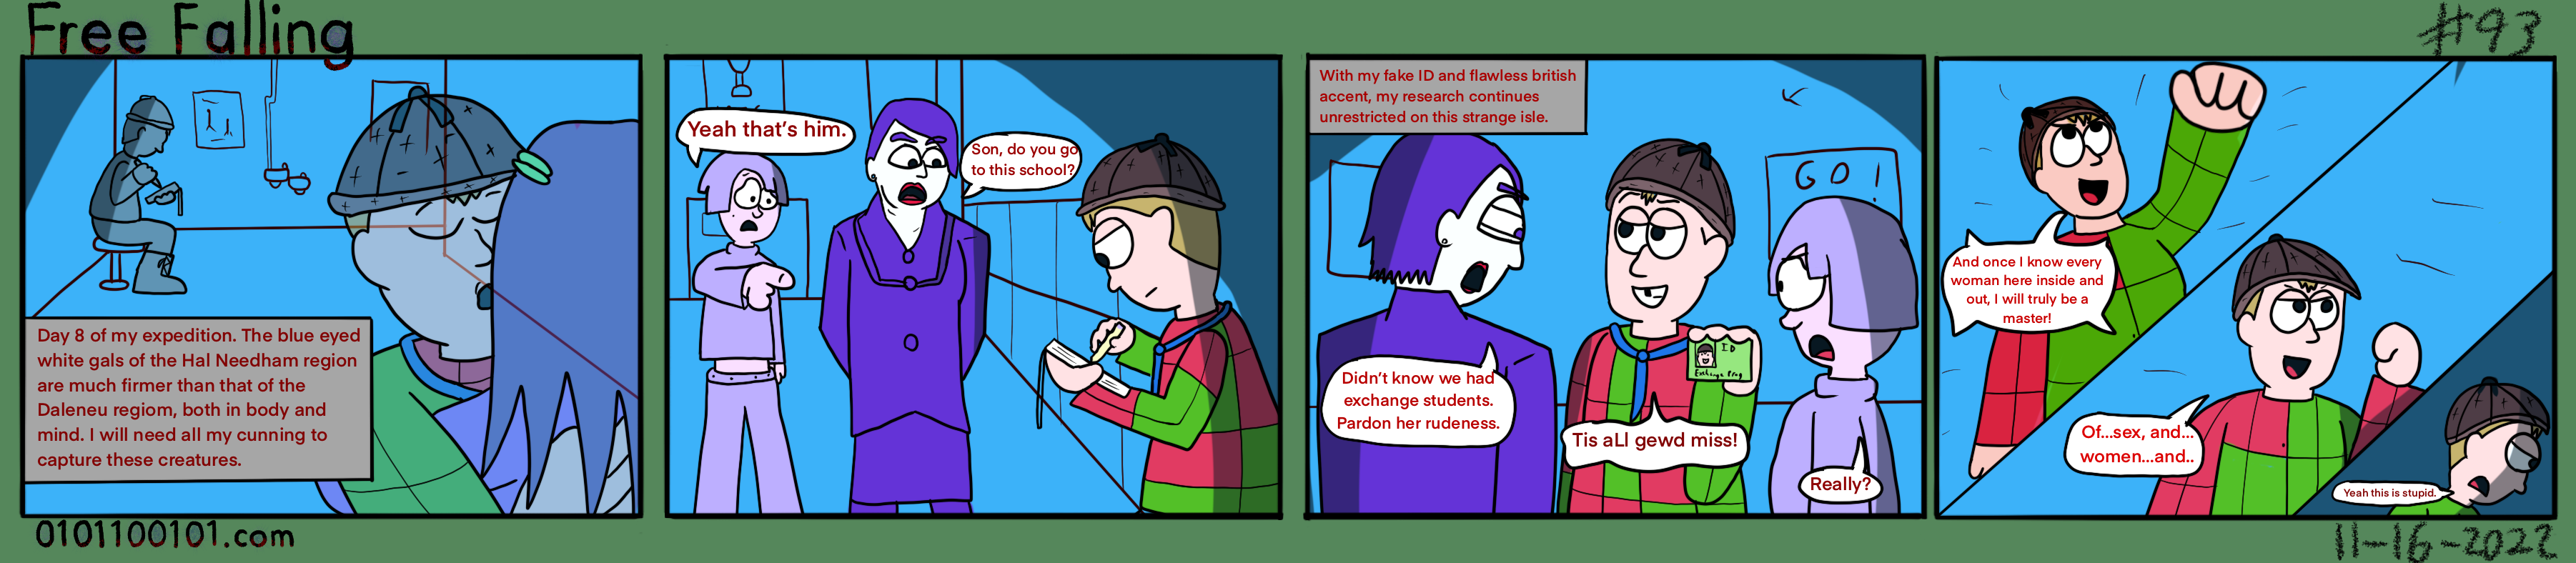 Free Falling
#93
Day 8 of my expedition. The blue eyed
white gals of the Hal Needham region
are much firmer than that of the
Daleneu regiom, both in body and
mind. I will need all my cunning to
capture these creatures.
Yeah that's him.
Son, do you go
to this school?
With my fake ID and flawless british
accent, my research continues
unrestricted on this strange isle.
GO!
ID
Exchange Prog
Didn't know we had
exchange students.
Pardon her rudeness.
Tis aLl gewd miss!
Really?
And once I know every
woman here inside and
out, I will truly be a
master!
Of...sex, and...
women...and..
Yeah this is stupid.
0101100101.com
11-16-2022